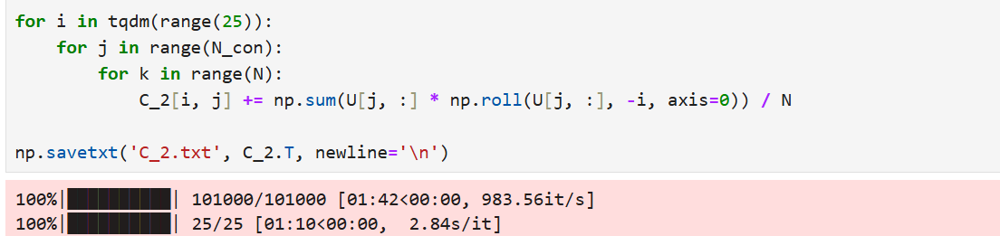 for i in tqdm(range(25)):
    for j in range(N_con):
        for k in range(N):
            C_2[i, j] += np.sum(U[j, :] * np.roll(U[j, :], -i, axis=0)) / N
np.savetxt('C_2.txt', C_2.T, newline='\n')
100%|██████████| 101000/101000 [01:42<00:00, 983.56it/s]
100%|██████████| 25/25 [01:10<00:00,  2.84s/it]